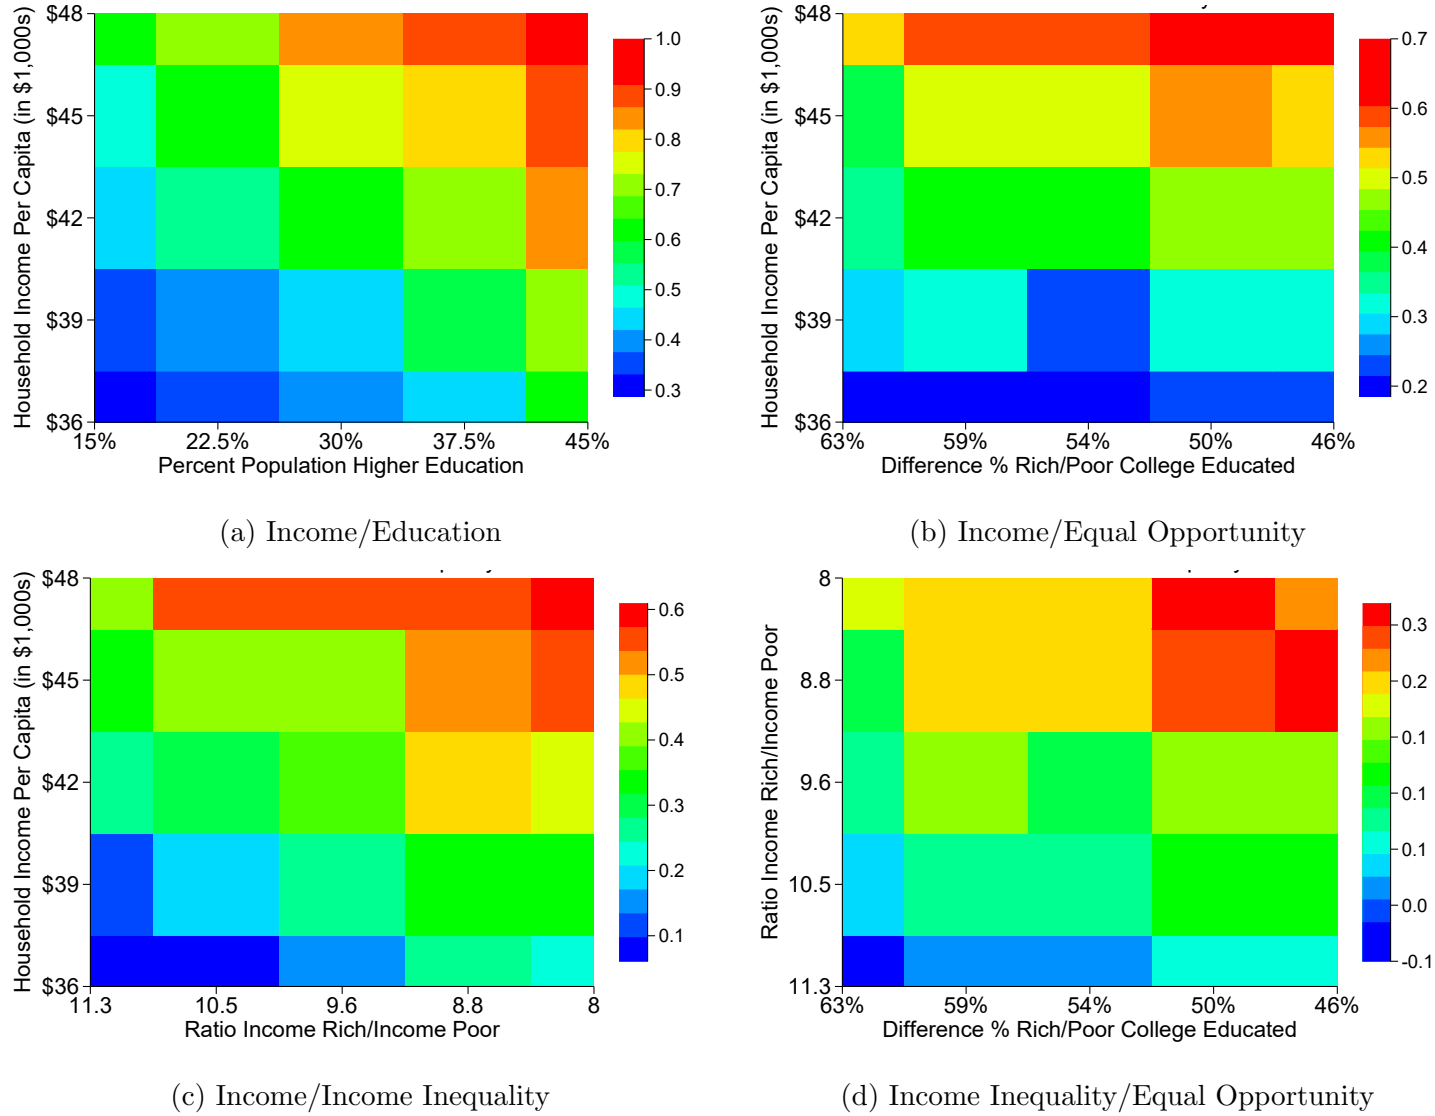 Household Income Per Capita (in $1,000s)
$48
$45
$42
$39
$36
15% 22.5% 30% 37.5% 45%
Percent Population Higher Education
1.0
0.9
0.8
0.7
0.6
0.5
0.4
0.3
(a) Income/Education
Household Income Per Capita (in $1,000s)
$48
$45
$42
$39
$36
63% 59% 54% 50% 46%
Difference % Rich/Poor College Educated
0.7
0.6
0.5
0.4
0.3
0.2
(b) Income/Equal Opportunity
Household Income Per Capita (in $1,000s)
$48
$45
$42
$39
$36
11.3 10.5 9.6 8.8 8
Ratio Income Rich/Income Poor
0.6
0.5
0.4
0.3
0.2
0.1
(c) Income/Income Inequality
Ratio Income Rich/Income Poor
8
8.8
9.6
10.5
11.3
63% 59% 54% 50% 46%
Difference % Rich/Poor College Educated
0.3
0.2
0.1
0.1
0.1
0.0
-0.1
(d) Income Inequality/Equal Opportunity